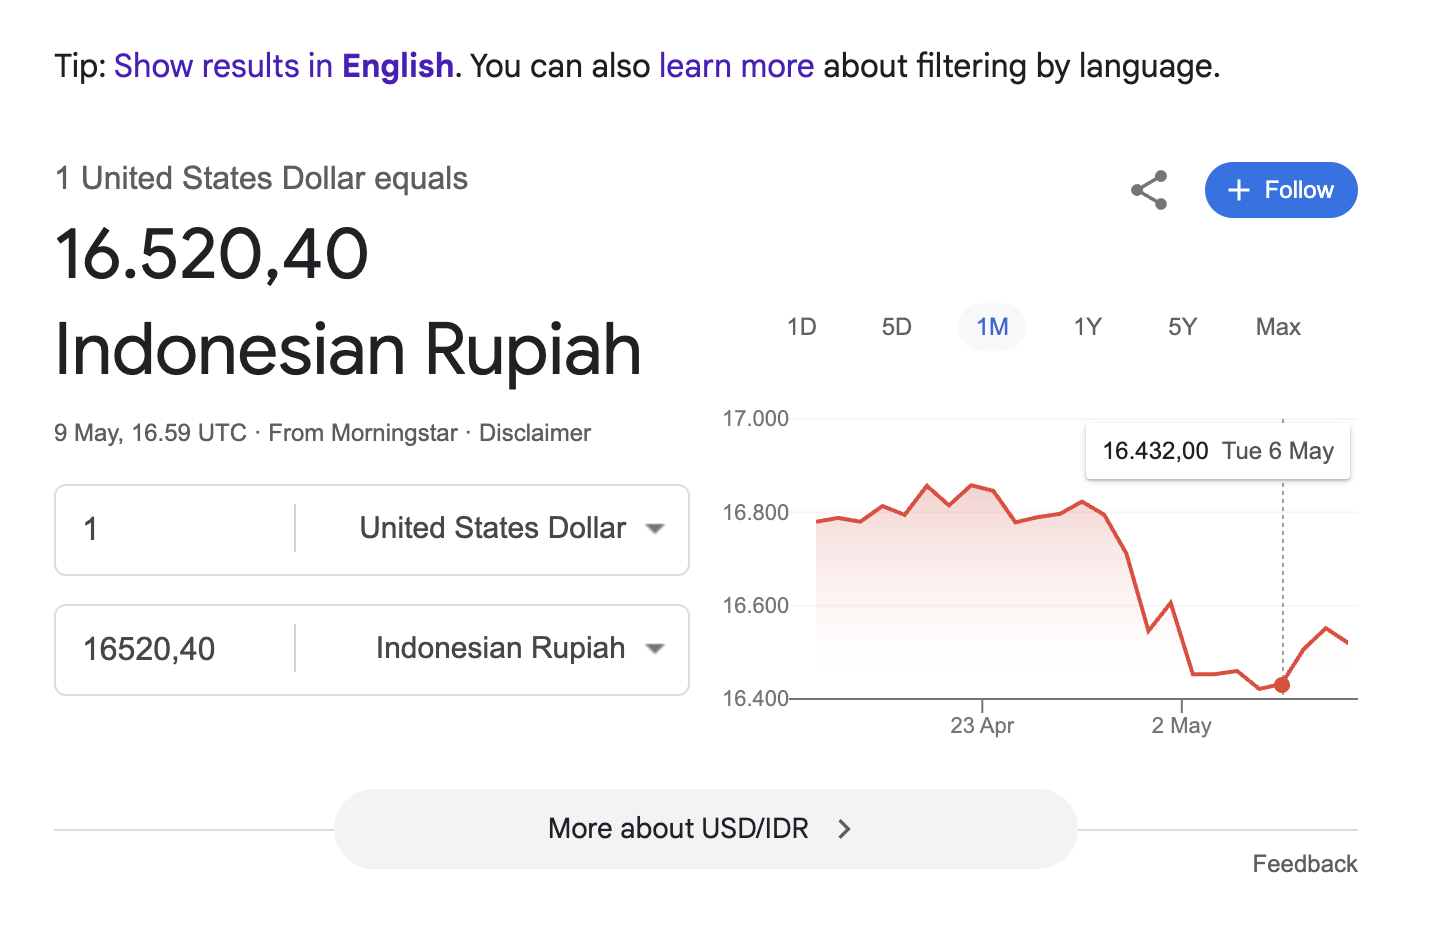 Tip: Show results in English. You can also learn more about filtering by language.
1 United States Dollar equals
16.520,40
Indonesian Rupiah
9 May, 16.59 UTC · From Morningstar · Disclaimer
1 United States Dollar
16520,40 Indonesian Rupiah
+ Follow
1D 5D 1M 1Y 5Y Max
17.000
16.432,00 Tue 6 May
16.800
16.600
16.400
23 Apr 2 May
More about USD/IDR
Feedback